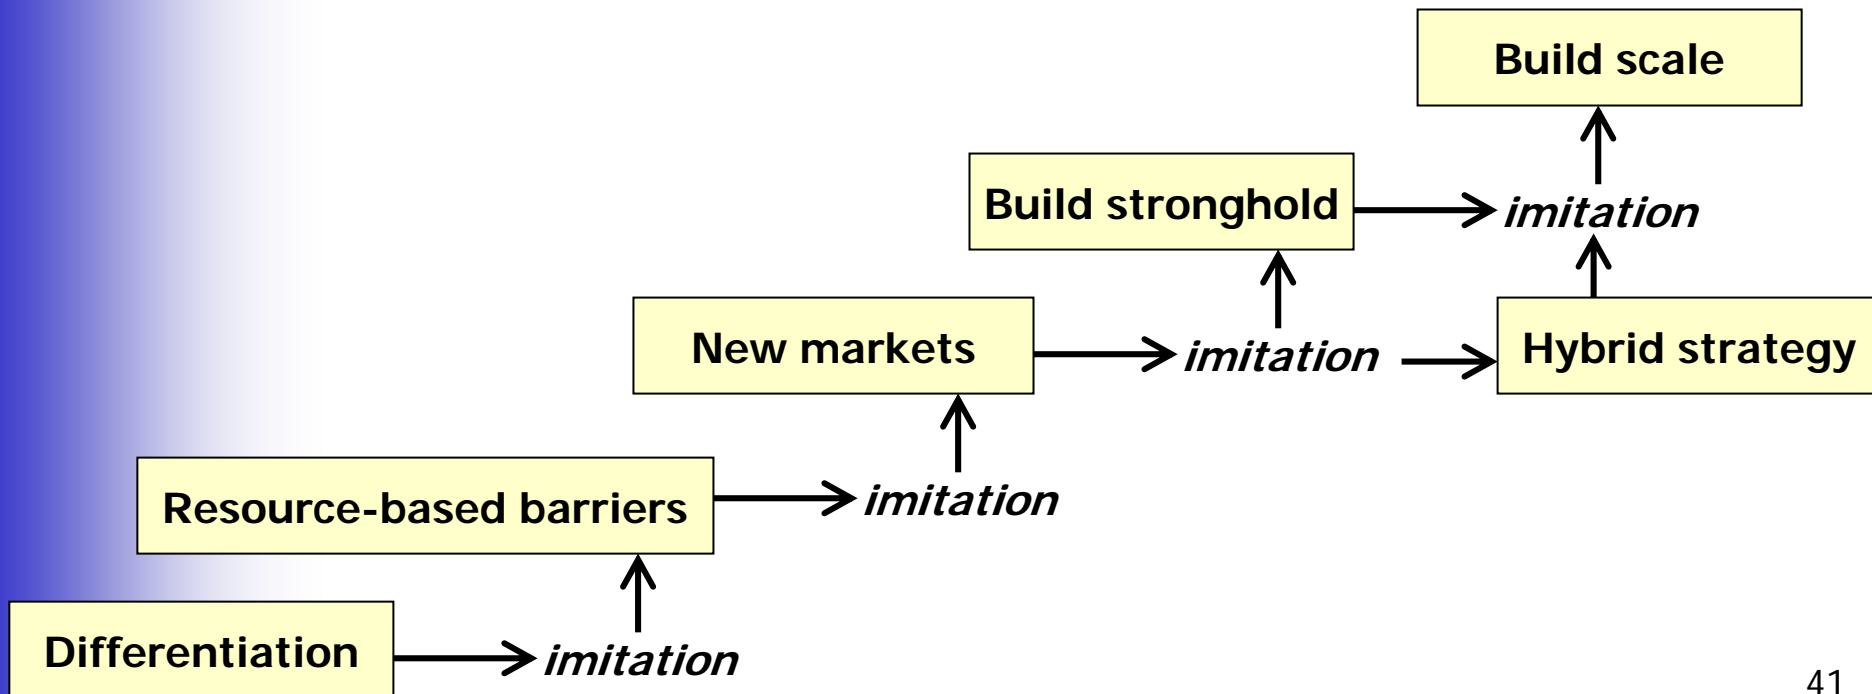 Build scale
Build stronghold
imitation
New markets
imitation
Hybrid strategy
Resource-based barriers
imitation
Differentiation
imitation
41